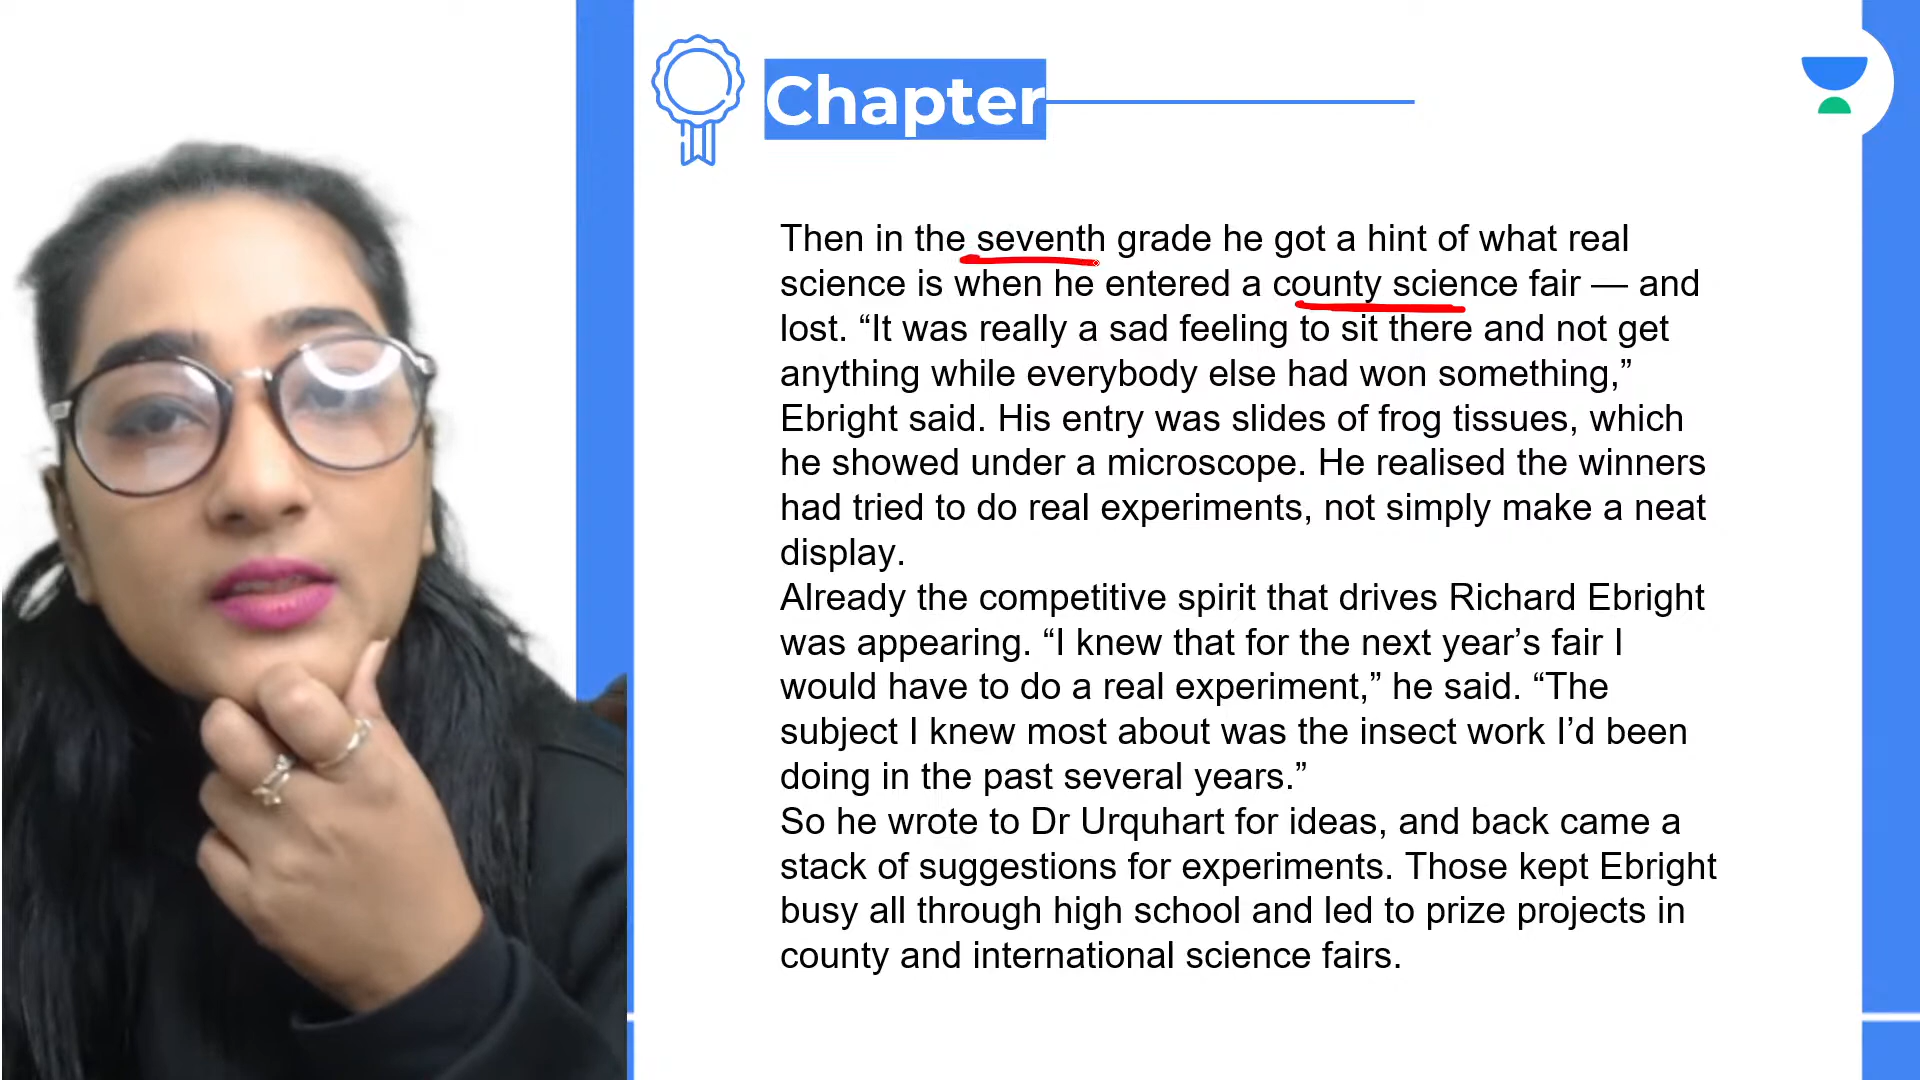 Chapter
Then in the seventh grade he got a hint of what real
science is when he entered a county science fair — and
lost. “It was really a sad feeling to sit there and not get
anything while everybody else had won something,”
Ebright said. His entry was slides of frog tissues, which
he showed under a microscope. He realised the winners
had tried to do real experiments, not simply make a neat
display.
Already the competitive spirit that drives Richard Ebright
was appearing. “I knew that for the next year’s fair I
would have to do a real experiment,” he said. “The
subject I knew most about was the insect work I’d been
doing in the past several years.”
So he wrote to Dr Urquhart for ideas, and back came a
stack of suggestions for experiments. Those kept Ebright
busy all through high school and led to prize projects in
county and international science fairs.